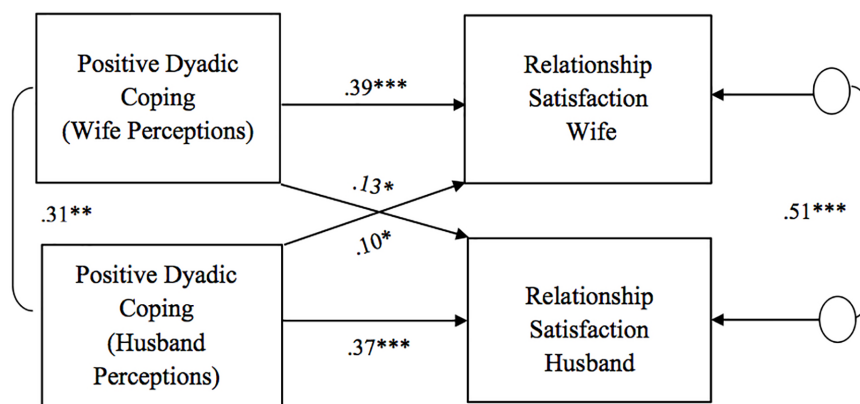 Positive Dyadic
Coping
(Wife Perceptions)
.39***
Relationship
Satisfaction
Wife
.13*
.31**
.10*
.51***
Positive Dyadic
Coping
(Husband
Perceptions)
.37***
Relationship
Satisfaction
Husband